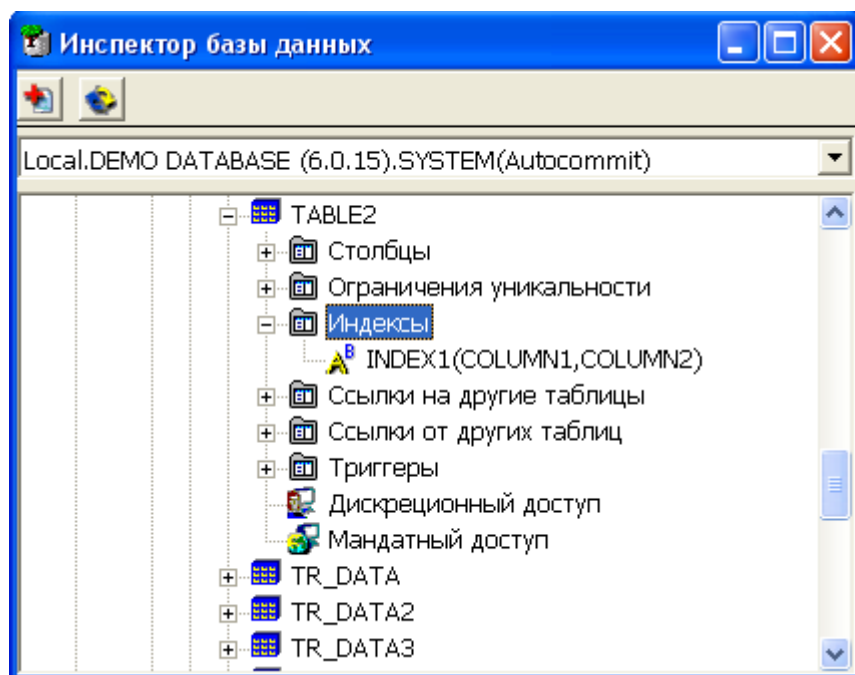 Инспектор базы данных
Local.DEMO DATABASE (6.0.15).SYSTEM(Autocommit)
TABLE2
Столбцы
Ограничения уникальности
Индексы
INDEX1(COLUMN1,COLUMN2)
Ссылки на другие таблицы
Ссылки от других таблиц
Триггеры
Дискреционный доступ
Мандатный доступ
TR_DATA
TR_DATA2
TR_DATA3